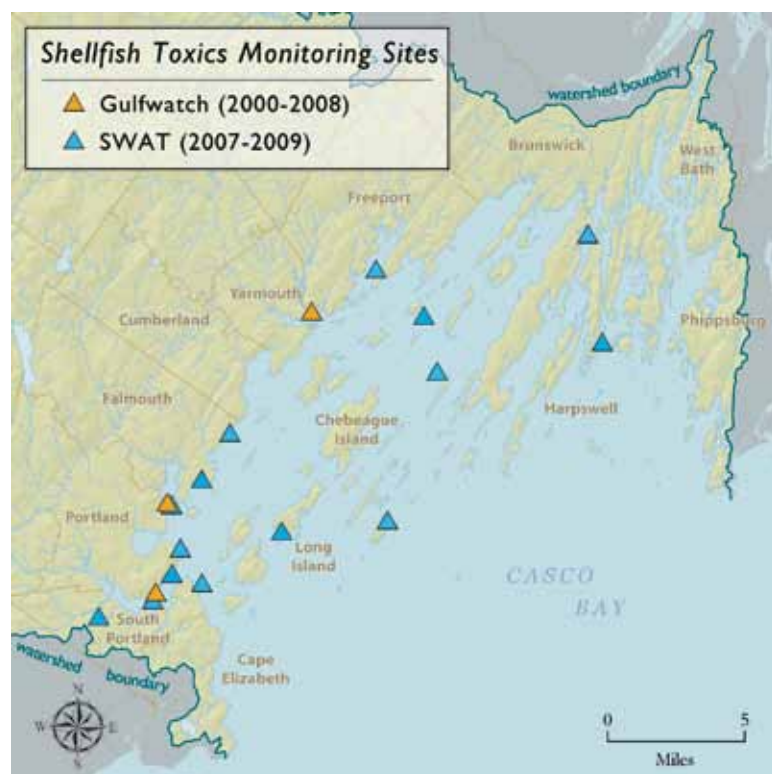 Shellfish Toxics Monitoring Sites
Gulfwatch (2000-2008)
SWAT (2007-2009)
watershed boundary
Brunswick
West
Bath
Freeport
Yarmouth
Cumberland
Phippsburg
Falmouth
Harpswell
Chebeague
Island
Portland
Long
Island
CASCO
BAY
South
Portland
watershed boundary
Cape
Elizabeth
N
W E
S
0 5
Miles